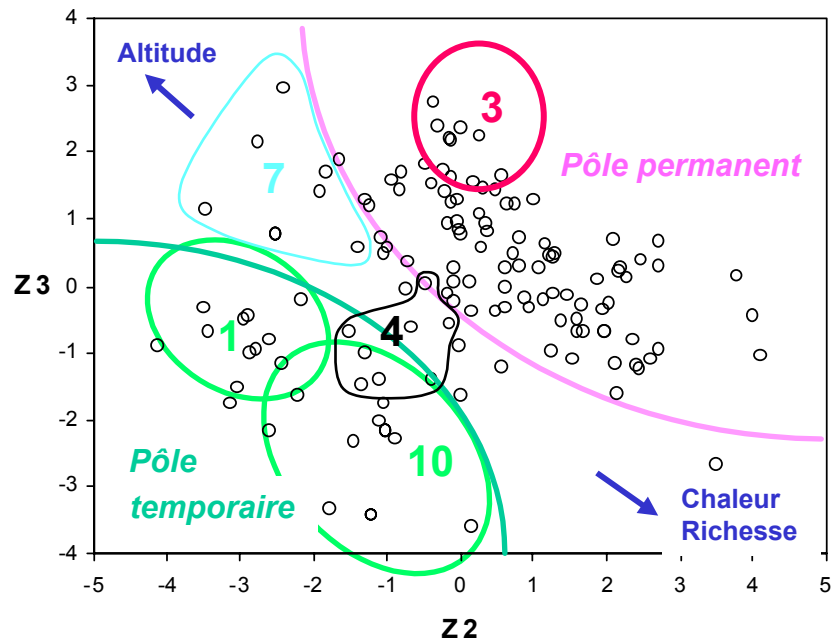 4
3
2
1
0
-1
-2
-3
-4
Z 3
Altitude
3
7
Pôle permanent
1
4
10
Pôle
temporaire
Chaleur
Richesse
-5 -4 -3 -2 -1 0 1 2 3 4 5
Z 2